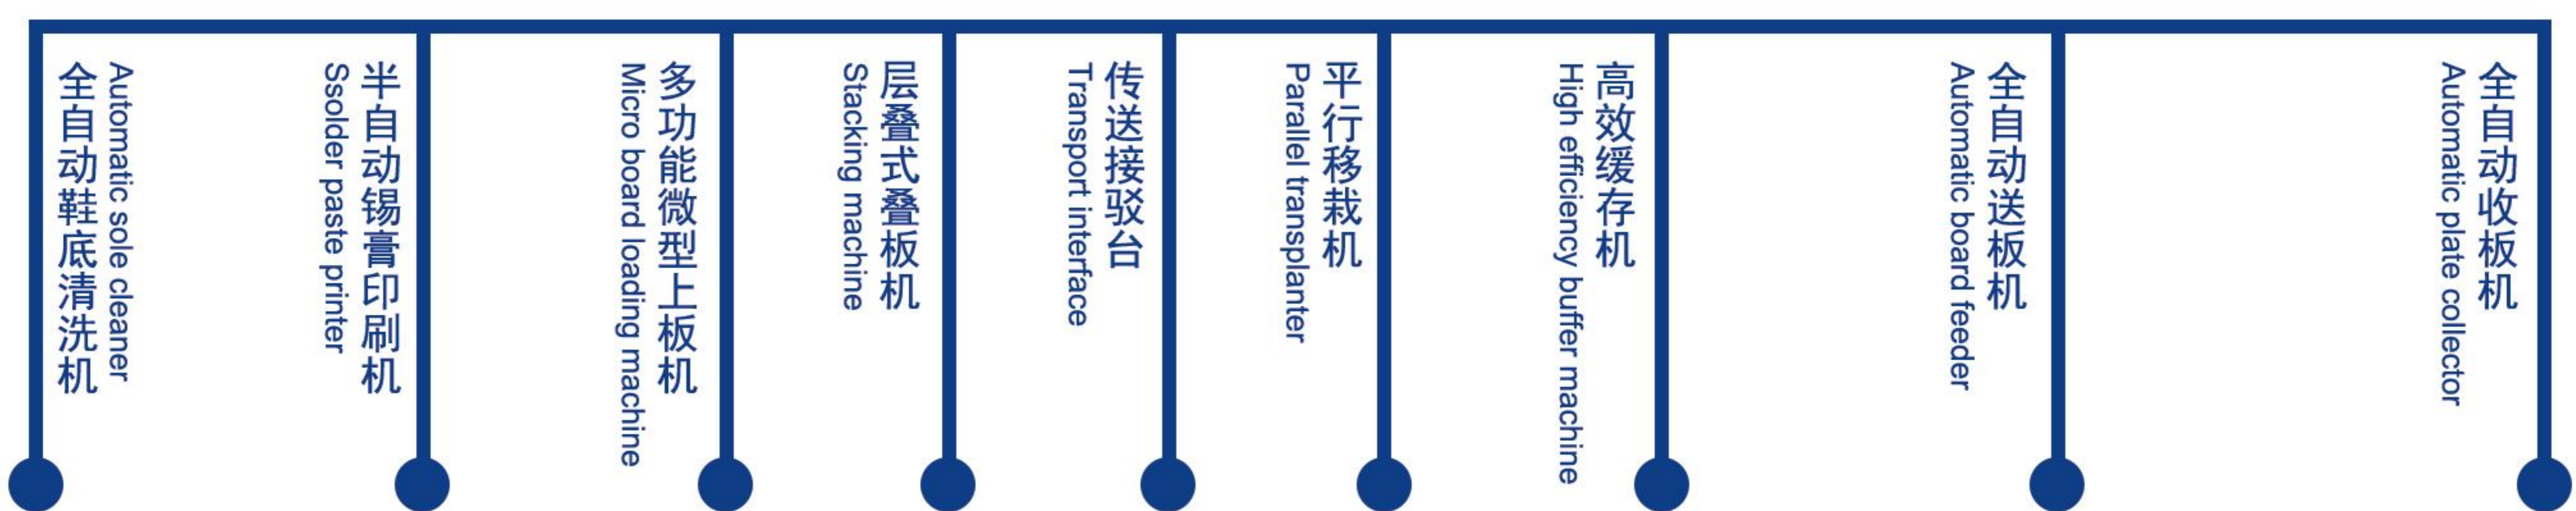 全自动鞋底清洗机
Automatic sole cleaner
半自动锡膏印刷机
Ssolder paste printer
多功能微型上板机
Micro board loading machine
层叠式叠板机
Stacking machine
传送接驳台
Transport interface
平行移栽机
Parallel transplanter
高效缓存机
High efficiency buffer machine
全自动送板机
Automatic board feeder
全自动收板机
Automatic plate collector